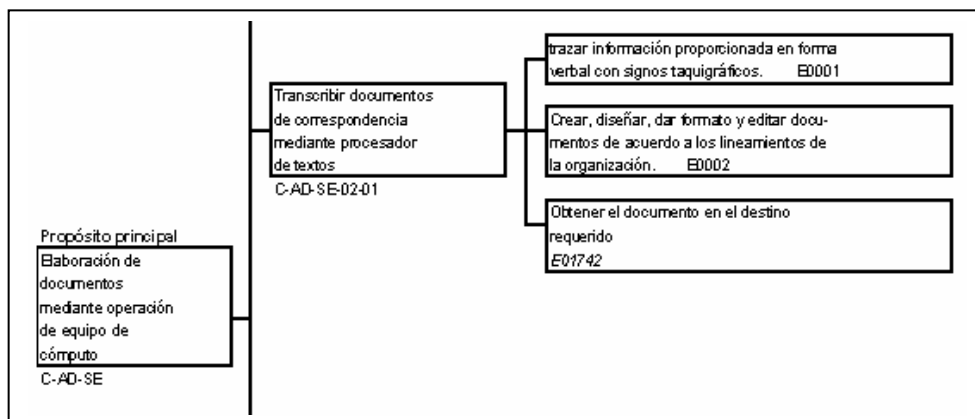 trazar información proporcionada en forma
verbal con signos taquigráficos. E0001
Transcribir documentos
de correspondencia
mediante procesador
de textos
C-AD-SE-02-01
Crear, diseñar, dar formato y editar docu-
mentos de acuerdo a los lineamientos de
la organización. E0002
Obtener el documento en el destino
requerido
E01742
Propósito principal
Elaboración de
documentos
mediante operación
de equipo de
cómputo
C-AD-SE